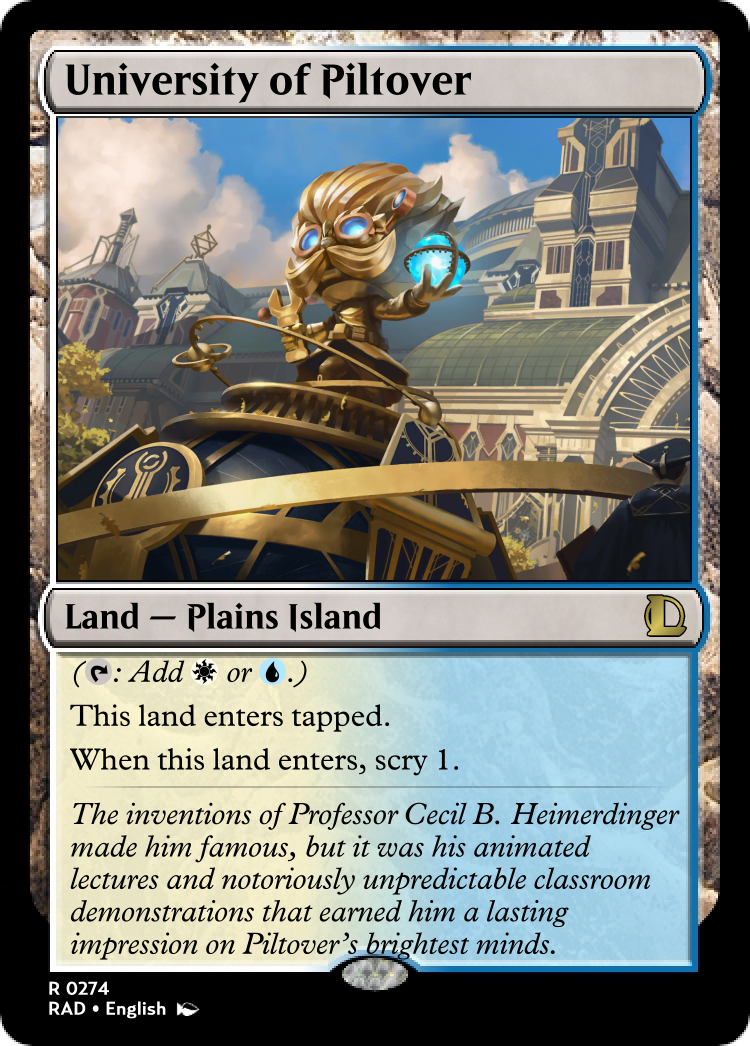 University of Piltover
Land — Plains Island
(: Add or .)
This land enters tapped.
When this land enters, scry 1.
The inventions of Professor Cecil B. Heimerdinger
made him famous, but it was his animated
lectures and notoriously unpredictable classroom
demonstrations that earned him a lasting
impression on Piltover's brightest minds.
R 0274
RAD • English